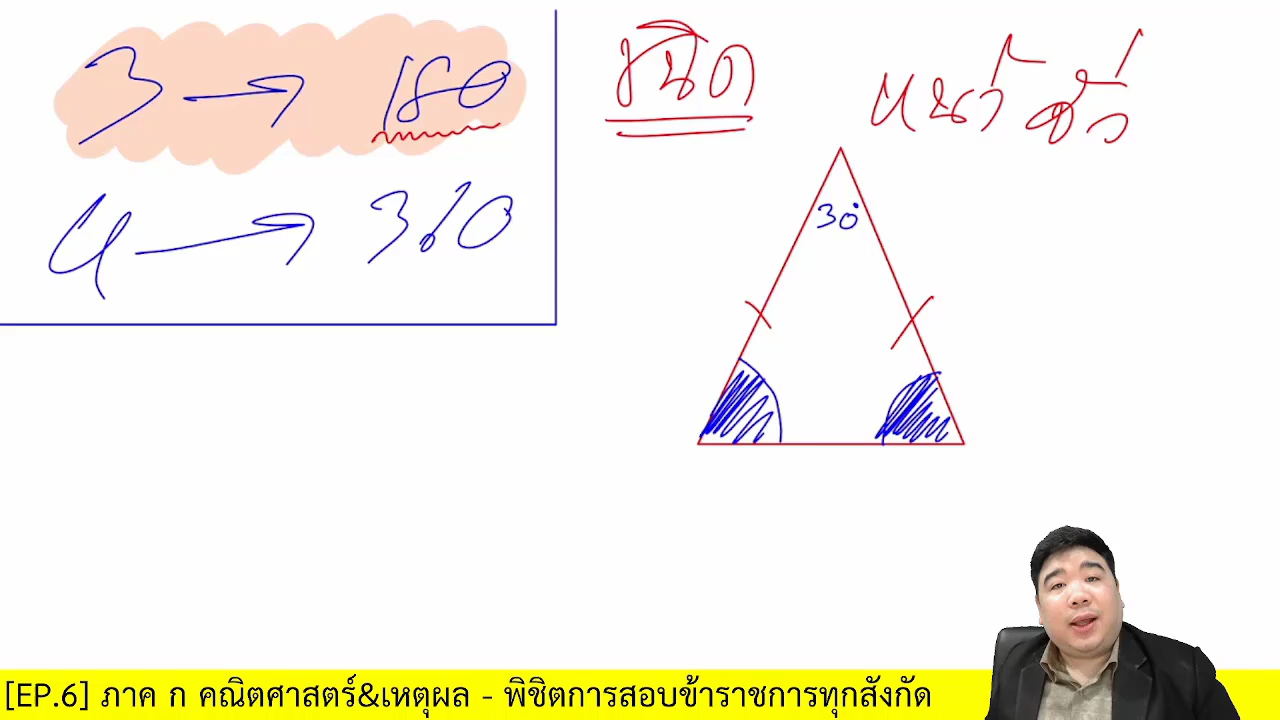 3 → 180
4 → 360
ชนิด
หน้าจั่ว
30°
[EP.6] ภาค ก คณิตศาสตร์&เหตุผล - พิชิตการสอบข้าราชการทุกสังกัด